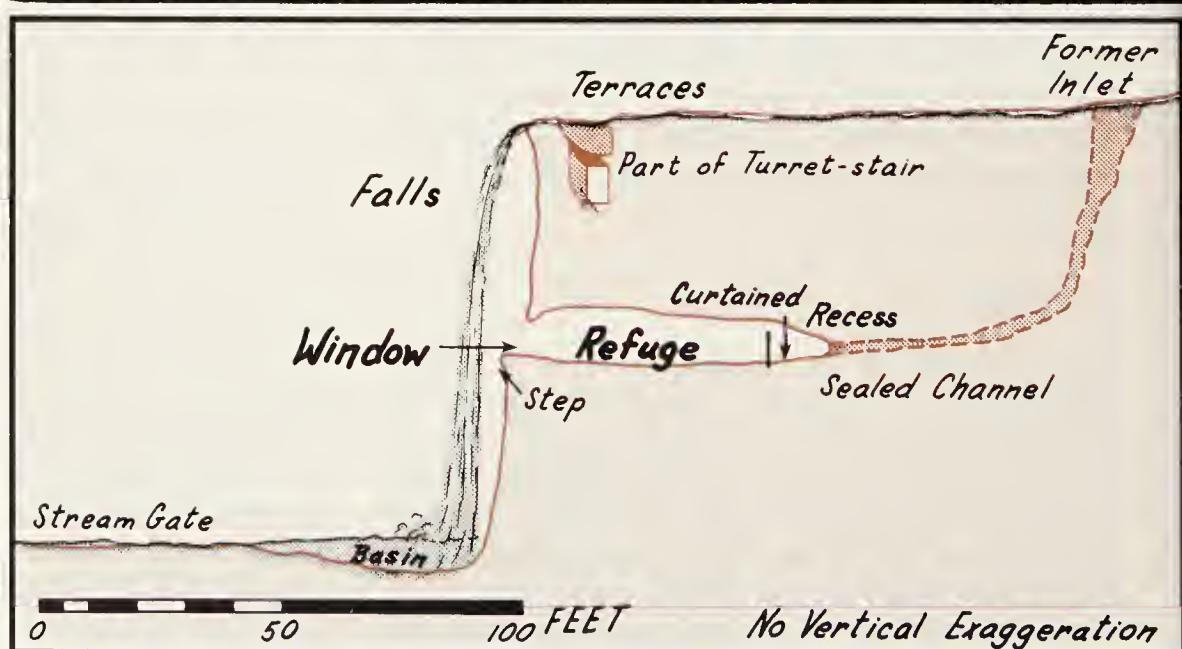 Former
Inlet
Terraces
Part of Turret-stair
Falls
Curtained
Recess
Window
Refuge
Step
Sealed Channel
Stream Gate
Basin
0 50 100 FEET
No Vertical Exaggeration